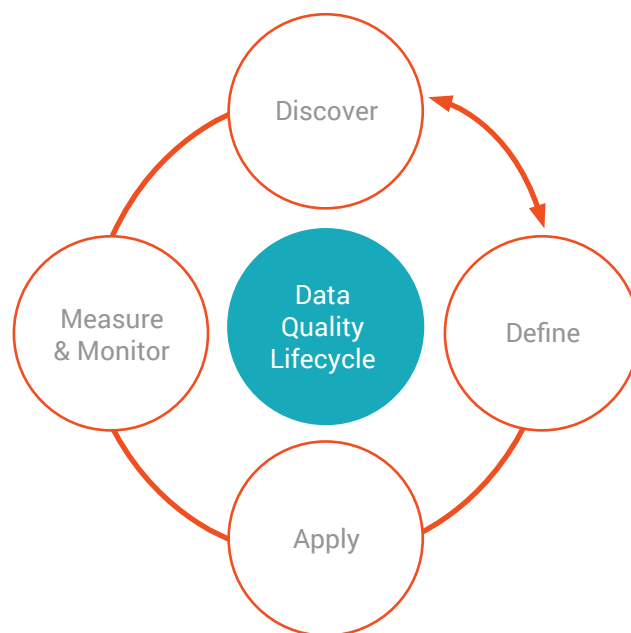 Discover
Data
Quality
Lifecycle
Measure
& Monitor
Define
Apply